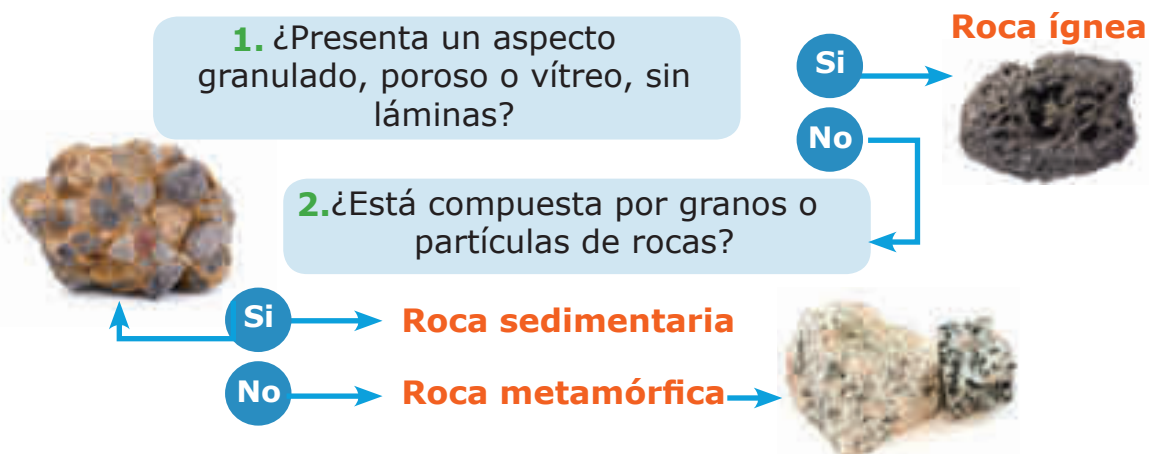 Roca ígnea
1. ¿Presenta un aspecto
granulado, poroso o vítreo, sin
láminas?
Si
No
2.¿Está compuesta por granos o
partículas de rocas?
Si
Roca sedimentaria
No
Roca metamórfica